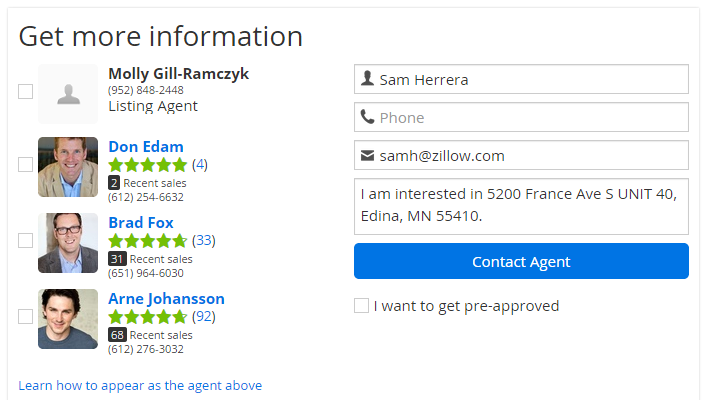 Get more information
Molly Gill-Ramczyk
(952) 848-2448
Listing Agent
Don Edam
(4)
2 Recent sales
(612) 254-6632
Brad Fox
(33)
31 Recent sales
(651) 964-6030
Arne Johansson
(92)
68 Recent sales
(612) 276-3032
Learn how to appear as the agent above
Sam Herrera
Phone
samh@zillow.com
I am interested in 5200 France Ave S UNIT 40,
Edina, MN 55410.
Contact Agent
I want to get pre-approved